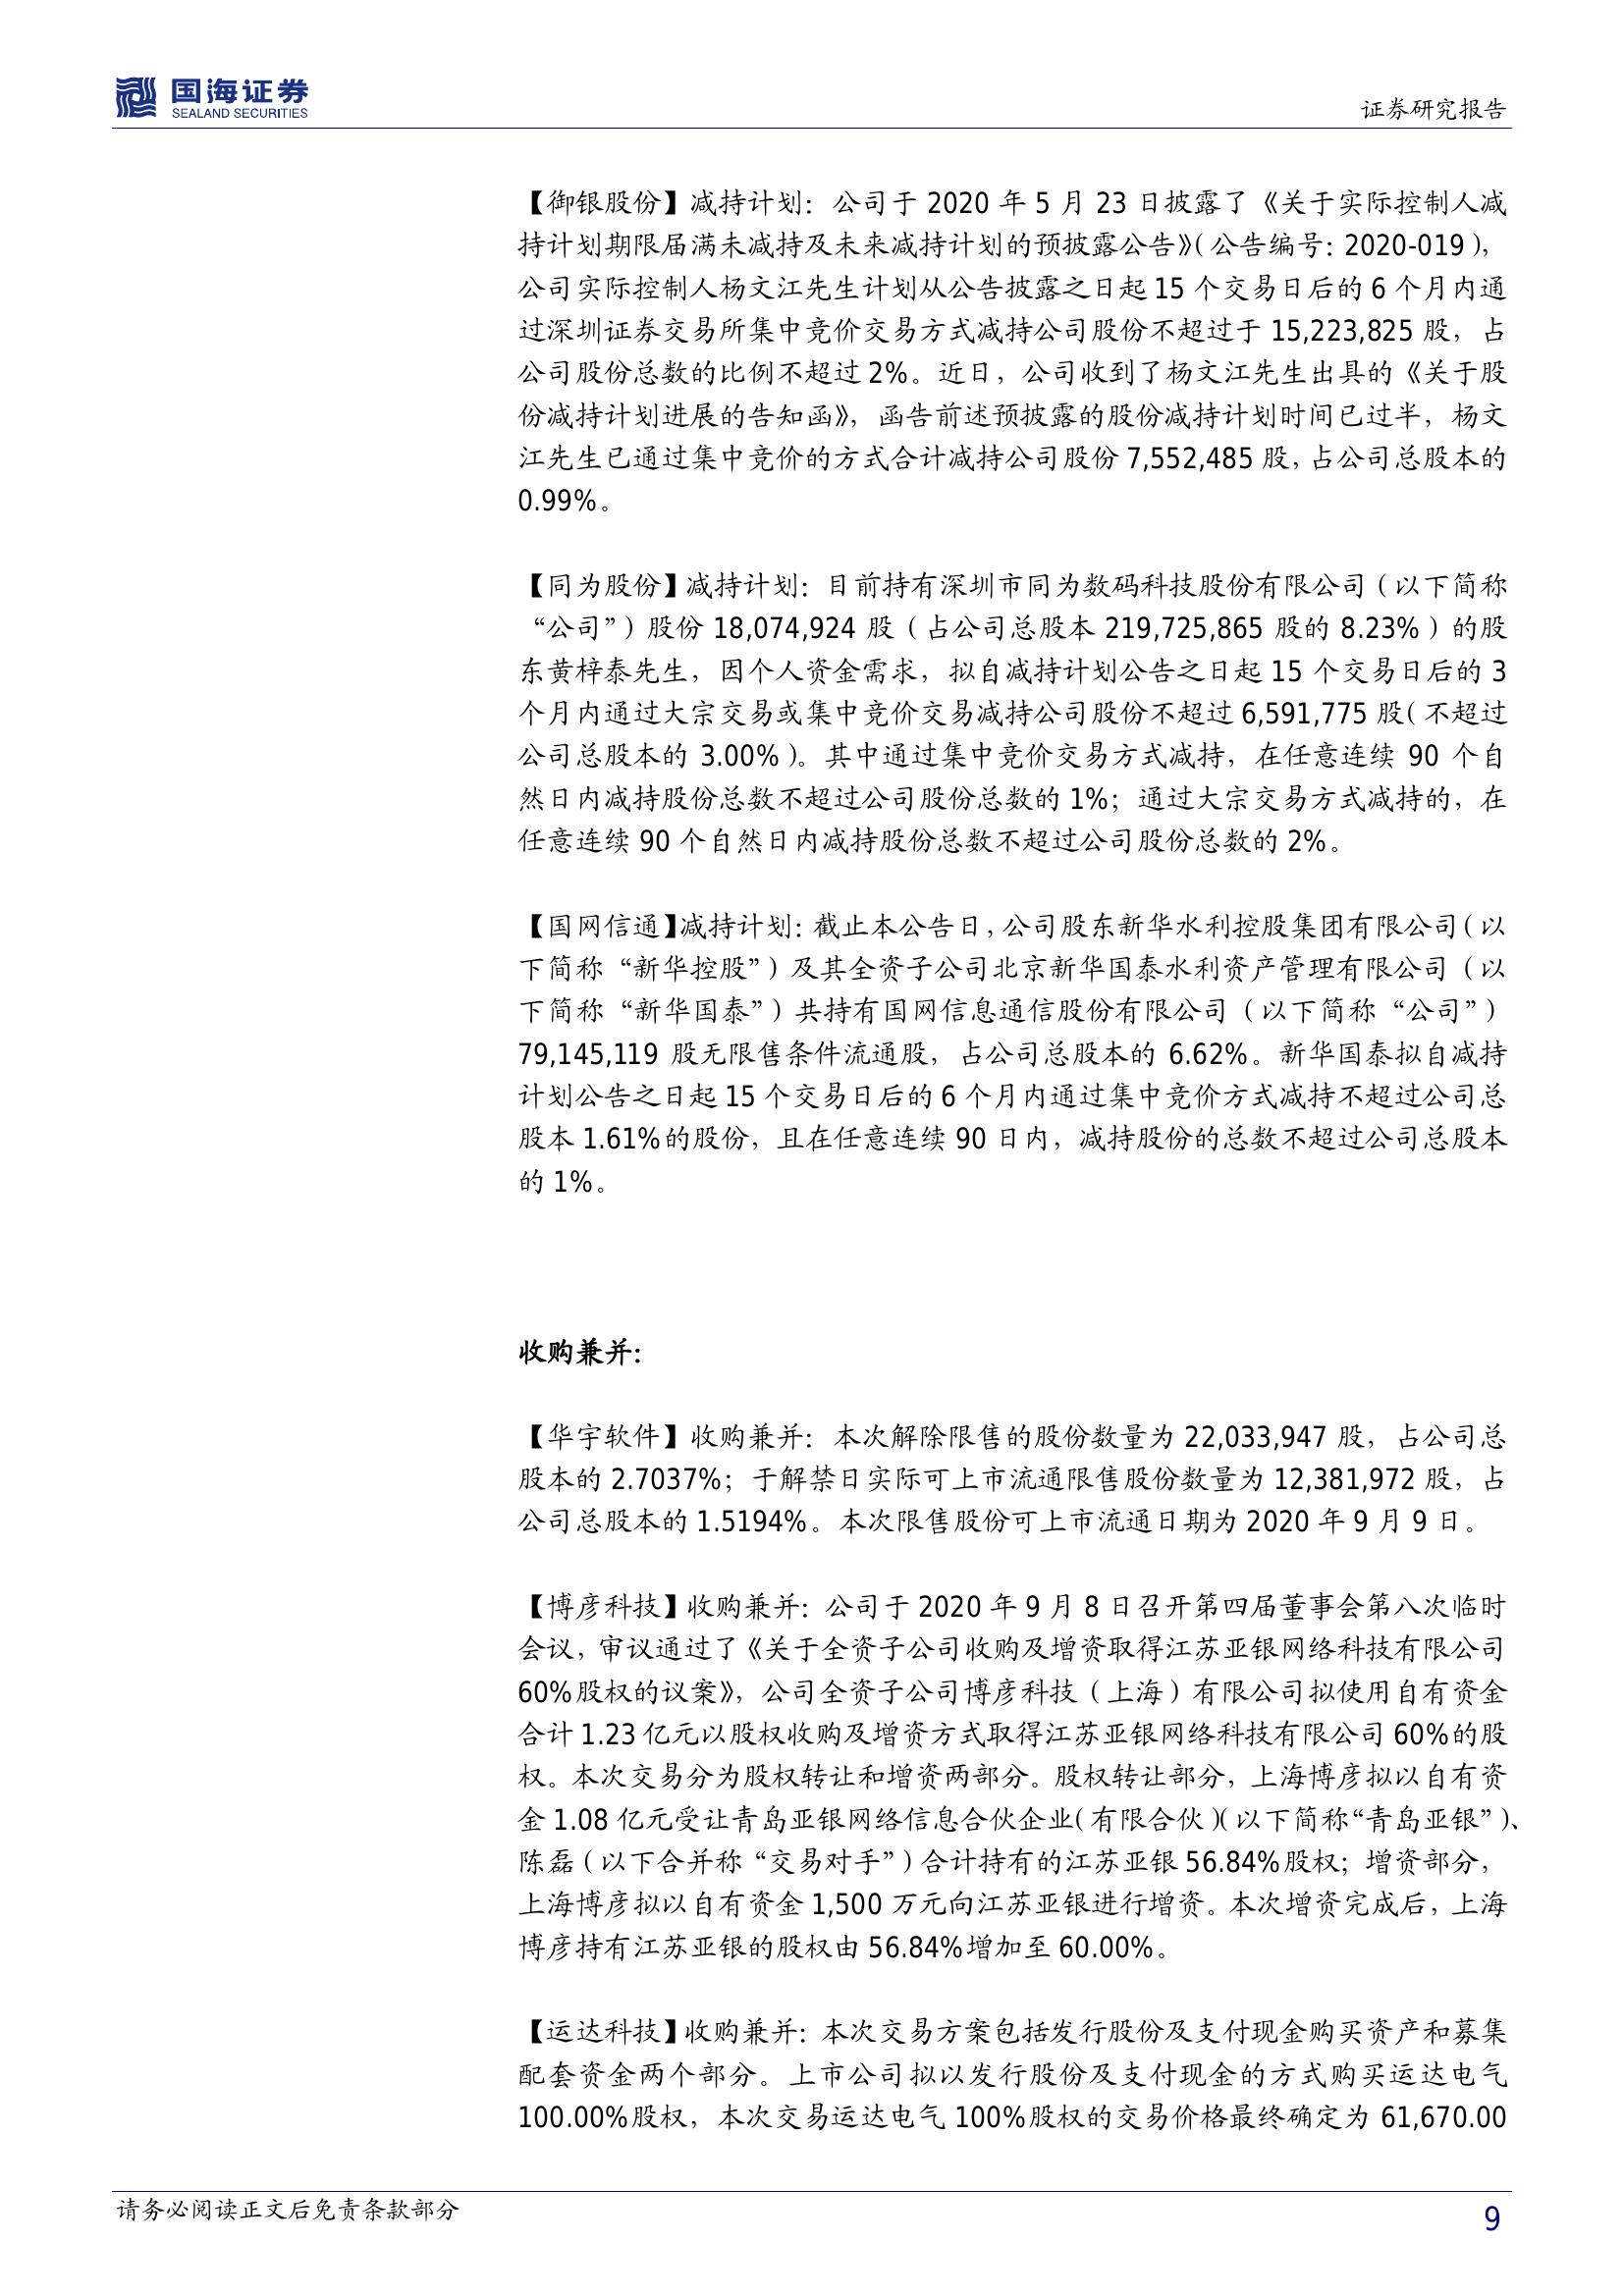 国海证券
SEALAND SECURITIES
证券研究报告
【御银股份】减持计划：公司于 2020 年 5 月 23 日披露了《关于实际控制人减
持计划期限届满未减持及未来减持计划的预披露公告》（公告编号：2020-019），
公司实际控制人杨文江先生计划从公告披露之日起 15 个交易日后的 6 个月内通
过深圳证券交易所集中竞价交易方式减持公司股份不超过于 15,223,825 股，占
公司股份总数的比例不超过 2%。近日，公司收到了杨文江先生出具的《关于股
份减持计划进展的告知函》，函告前述预披露的股份减持计划时间已过半，杨文
江先生已通过集中竞价的方式合计减持公司股份 7,552,485 股，占公司总股本的
0.99%。
【同为股份】减持计划：目前持有深圳市同为数码科技股份有限公司（以下简称
“公司”）股份 18,074,924 股（占公司总股本 219,725,865 股的 8.23%）的股
东黄梓泰先生，因个人资金需求，拟自减持计划公告之日起 15 个交易日后的 3
个月内通过大宗交易或集中竞价交易减持公司股份不超过 6,591,775 股（不超过
公司总股本的 3.00%）。其中通过集中竞价交易方式减持，在任意连续 90 个自
然日内减持股份总数不超过公司股份总数的 1%；通过大宗交易方式减持的，在
任意连续 90 个自然日内减持股份总数不超过公司股份总数的 2%。
【国网信通】减持计划：截止本公告日，公司股东新华水利控股集团有限公司（以
下简称“新华控股”）及其全资子公司北京新华国泰水利资产管理有限公司（以
下简称“新华国泰”）共持有国网信息通信股份有限公司（以下简称“公司”）
79,145,119 股无限售条件流通股，占公司总股本的 6.62%。新华国泰拟自减持
计划公告之日起 15 个交易日后的 6 个月内通过集中竞价方式减持不超过公司总
股本 1.61%的股份，且在任意连续 90 日内，减持股份的总数不超过公司总股本
的 1%。
收购兼并：
【华宇软件】收购兼并：本次解除限售的股份数量为 22,033,947 股，占公司总
股本的 2.7037%；于解禁日实际可上市流通限售股份数量为 12,381,972 股，占
公司总股本的 1.5194%。本次限售股份可上市流通日期为 2020 年 9 月 9 日。
【博彦科技】收购兼并：公司于 2020 年 9 月 8 日召开第四届董事会第八次临时
会议，审议通过了《关于全资子公司收购及增资取得江苏亚银网络科技有限公司
60%股权的议案》，公司全资子公司博彦科技（上海）有限公司拟使用自有资金
合计 1.23 亿元以股权收购及增资方式取得江苏亚银网络科技有限公司 60%的股
权。本次交易分为股权转让和增资两部分。股权转让部分，上海博彦拟以自有资
金 1.08 亿元受让青岛亚银网络信息合伙企业（有限合伙）（以下简称“青岛亚银”）、
陈磊（以下合并称“交易对手”）合计持有的江苏亚银 56.84%股权；增资部分，
上海博彦拟以自有资金 1,500 万元向江苏亚银进行增资。本次增资完成后，上海
博彦持有江苏亚银的股权由 56.84%增加至 60.00%。
【运达科技】收购兼并：本次交易方案包括发行股份及支付现金购买资产和募集
配套资金两个部分。上市公司拟以发行股份及支付现金的方式购买运达电气
100.00%股权，本次交易运达电气 100%股权的交易价格最终确定为 61,670.00
请务必阅读正文后免责条款部分
9